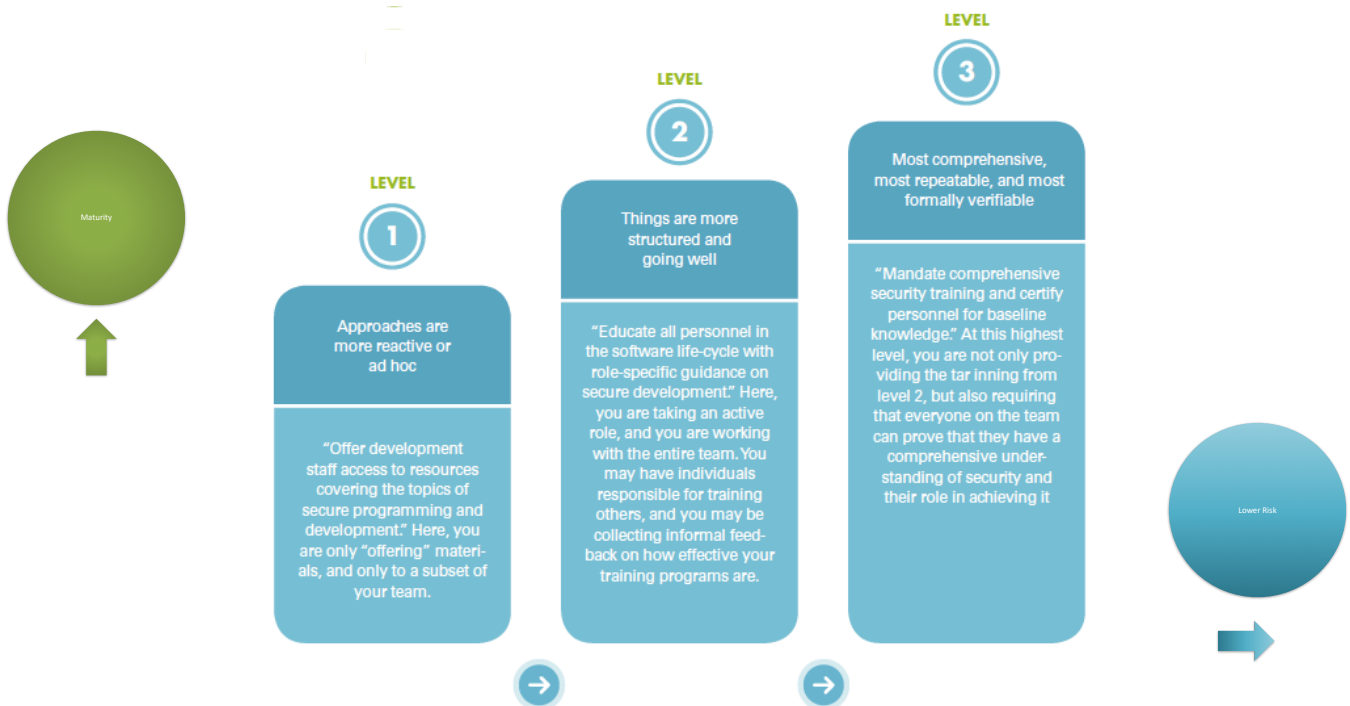 Maturity
LEVEL
1
Approaches are
more reactive or
ad hoc
“Offer development
staff access to resources
covering the topics of
secure programming and
development.” Here, you
are only “offering” materi-
als, and only to a subset of
your team.
LEVEL
2
Things are more
structured and
going well
“Educate all personnel in
the software life-cycle with
role-specific guidance on
secure development.” Here,
you are taking an active
role, and you are working
with the entire team. You
may have individuals
responsible for training
others, and you may be
collecting informal feed-
back on how effective your
training programs are.
LEVEL
3
Most comprehensive,
most repeatable, and most
formally verifiable
“Mandate comprehensive
security training and certify
personnel for baseline
knowledge.” At this highest
level, you are not only pro-
viding the tar inning from
level 2, but also requiring
that everyone on the team
can prove that they have a
comprehensive under-
standing of security and
their role in achieving it
Lower Risk